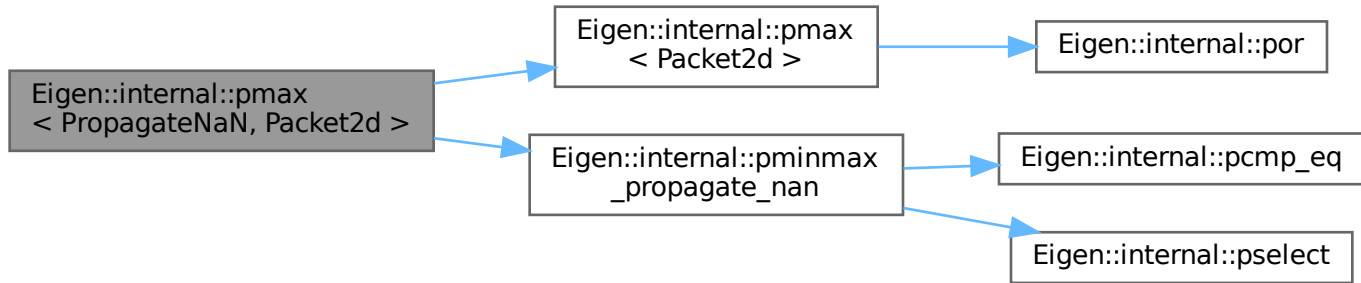 Eigen::internal::pmax
< PropagateNaN, Packet2d >
Eigen::internal::pmax
< Packet2d >
Eigen::internal::por
Eigen::internal::pminmax
_propagate_nan
Eigen::internal::pcmp_eq
Eigen::internal::pselect